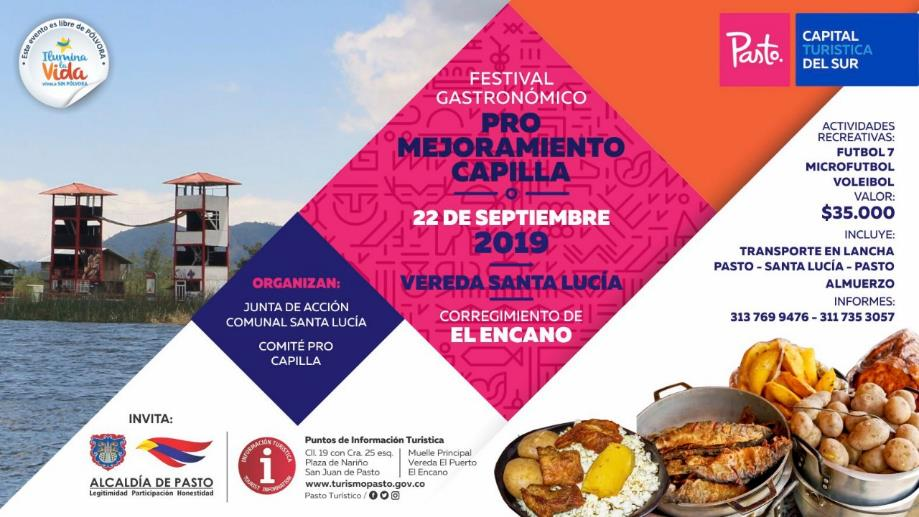 Este evento es libre de PÓLVORA
Ilumina
la
Vida
vívela SIN PÓLVORA
FESTIVAL
GASTRONÓMICO
PRO
MEJORAMIENTO
CAPILLA
22 DE SEPTIEMBRE
2019
VEREDA SANTA LUCÍA
CORREGIMIENTO DE
EL ENCANO
Pasto.
CAPITAL
TURISTICA
DEL SUR
ACTIVIDADES
RECREATIVAS:
FUTBOL 7
MICROFUTBOL
VOLEIBOL
VALOR:
$35.000
INCLUYE:
TRANSPORTE EN LANCHA
PASTO - SANTA LUCÍA - PASTO
ALMUERZO
INFORMES:
313 769 9476 - 311 735 3057
ORGANIZAN:
JUNTA DE ACCIÓN
COMUNAL SANTA LUCÍA
COMITÉ PRO
CAPILLA
INVITA:
ALCALDÍA DE PASTO
Legitimidad Participación Honestidad
INFORMACIÓN TURÍSTICA
i
TOURIST INFORMATION
Puntos de Información Turística
Cll. 19 con Cra. 25 esq.
Plaza de Nariño
San Juan de Pasto
www.turismopasto.gov.co
Pasto Turístico /
Muelle Principal
Vereda El Puerto
El Encano